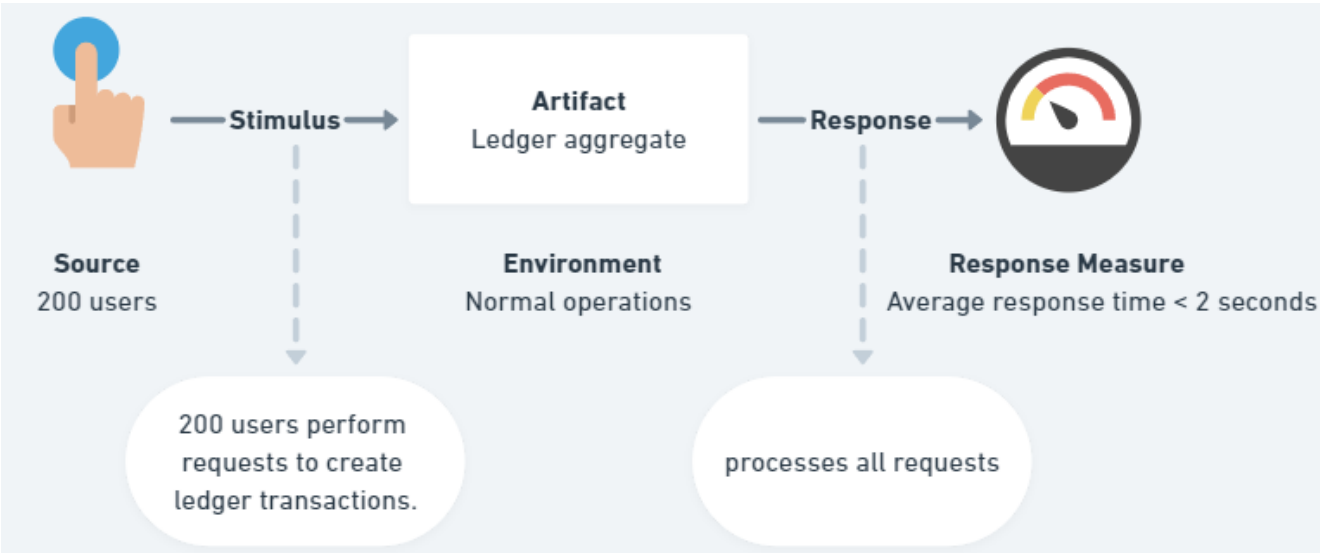 Stimulus
Artifact
Ledger aggregate
Response
Source
200 users
Environment
Normal operations
Response Measure
Average response time < 2 seconds
200 users perform
requests to create
ledger transactions.
processes all requests